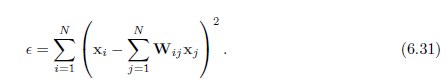 ϵ = ∑_{i=1}^{N} ( x_i − ∑_{j=1}^{N} W_{ij} x_j )^2 . (6.31)